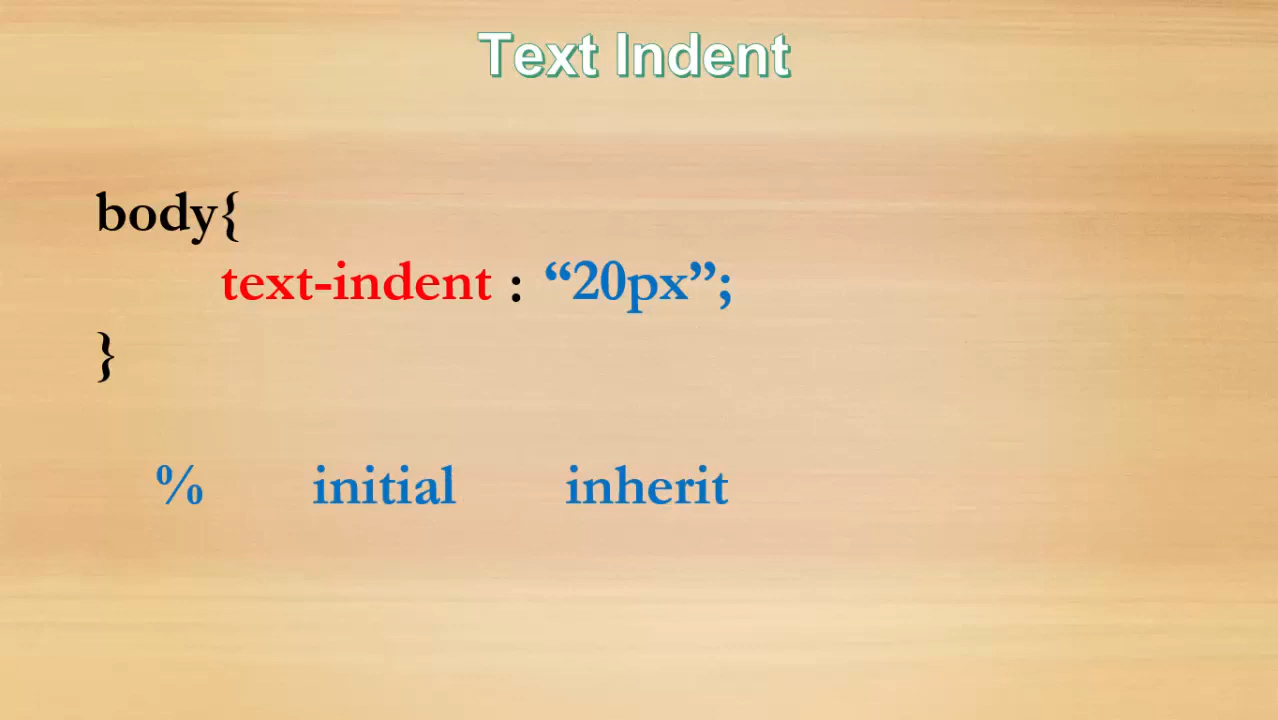 Text Indent
body{
text-indent : “20px”;
}
% initial inherit